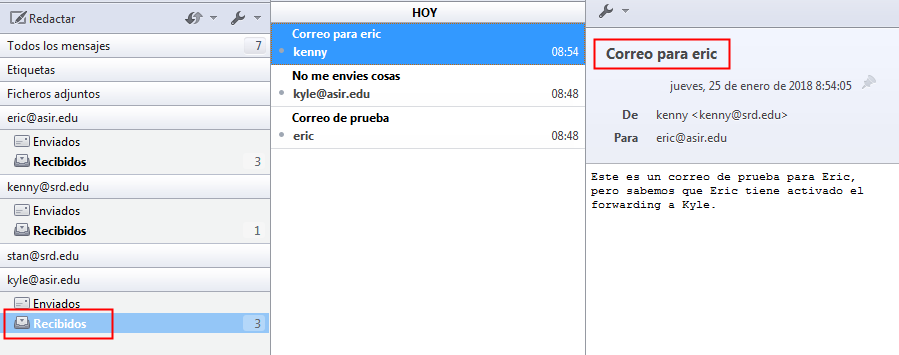 Redactar
Todos los mensajes 7
Etiquetas
Ficheros adjuntos
eric@asir.edu
Enviados
Recibidos 3
kenny@srd.edu
Enviados
Recibidos 1
stan@srd.edu
kyle@asir.edu
Enviados
Recibidos 3
HOY
Correo para eric
kenny 08:54
No me envies cosas
kyle@asir.edu 08:48
Correo de prueba
eric 08:48
Correo para eric
jueves, 25 de enero de 2018 8:54:05
De kenny <kenny@srd.edu>
Para eric@asir.edu
Este es un correo de prueba para Eric,
pero sabemos que Eric tiene activado el
forwarding a Kyle.